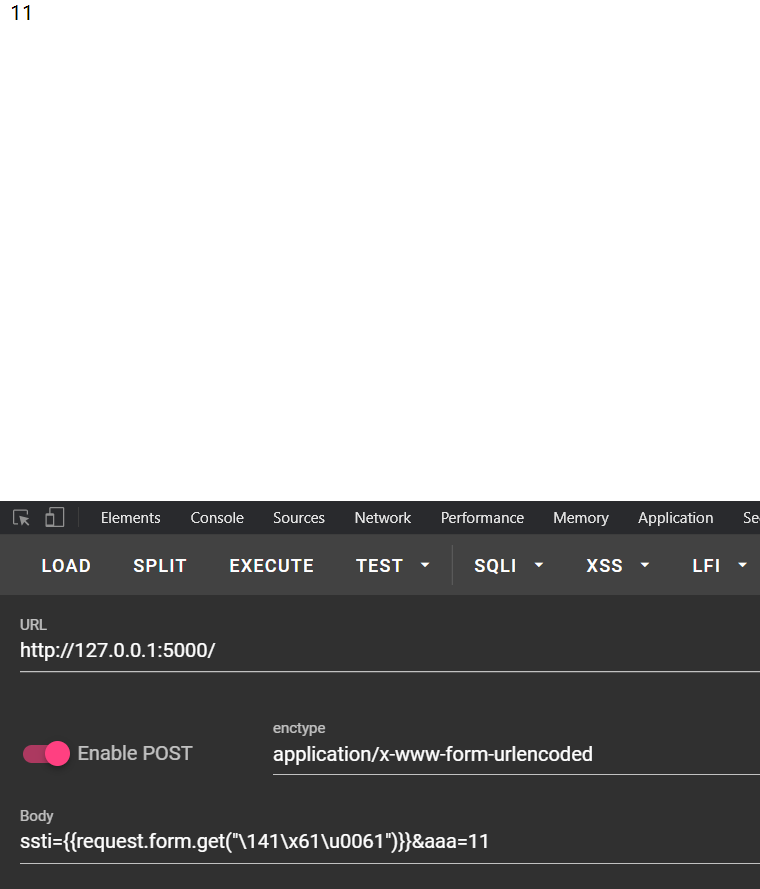 11
Elements Console Sources Network Performance Memory Application Se
LOAD SPLIT EXECUTE TEST SQLI XSS LFI
URL
http://127.0.0.1:5000/
enctype
Enable POST application/x-www-form-urlencoded
Body
ssti={{request.form.get("\141\x61\u0061")}}&aaa=11